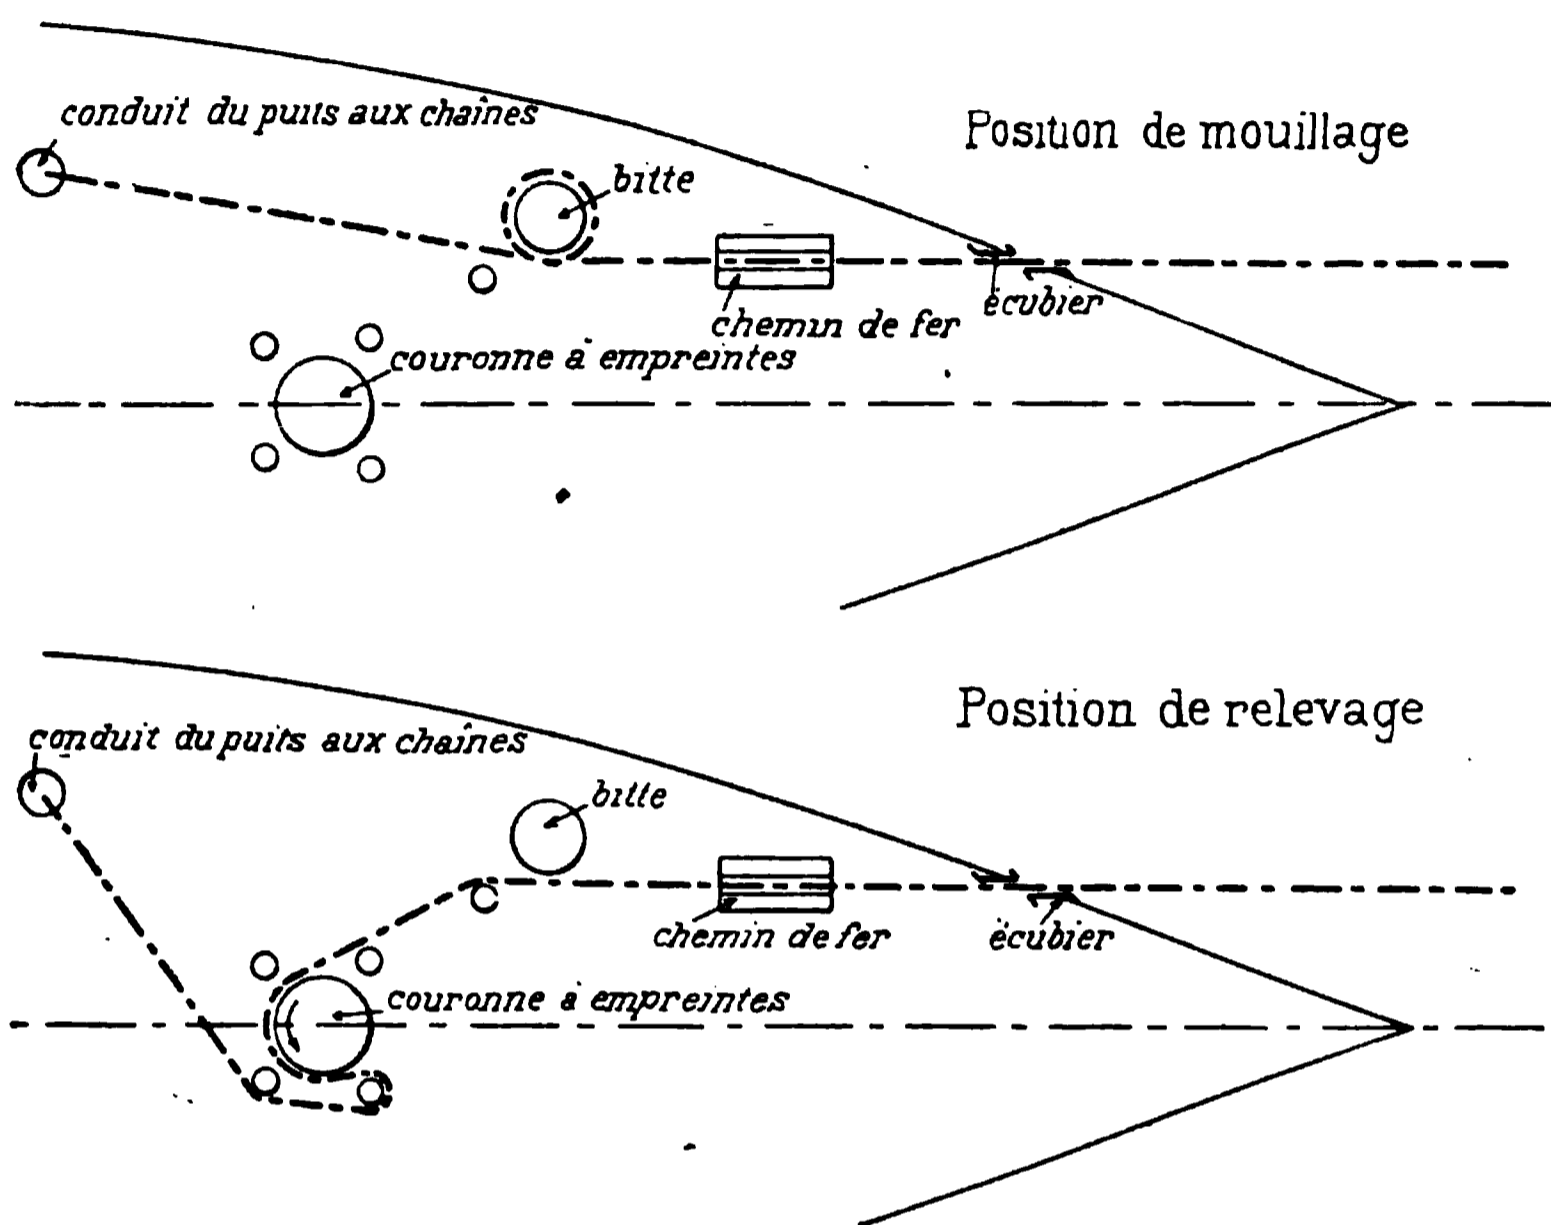 conduit du puits aux chaînes
Position de mouillage
bitte
écubier
chemin de fer
couronne à empreintes
Position de relevage
conduit du puits aux chaînes
bitte
chemin de fer
écubier
couronne à empreintes